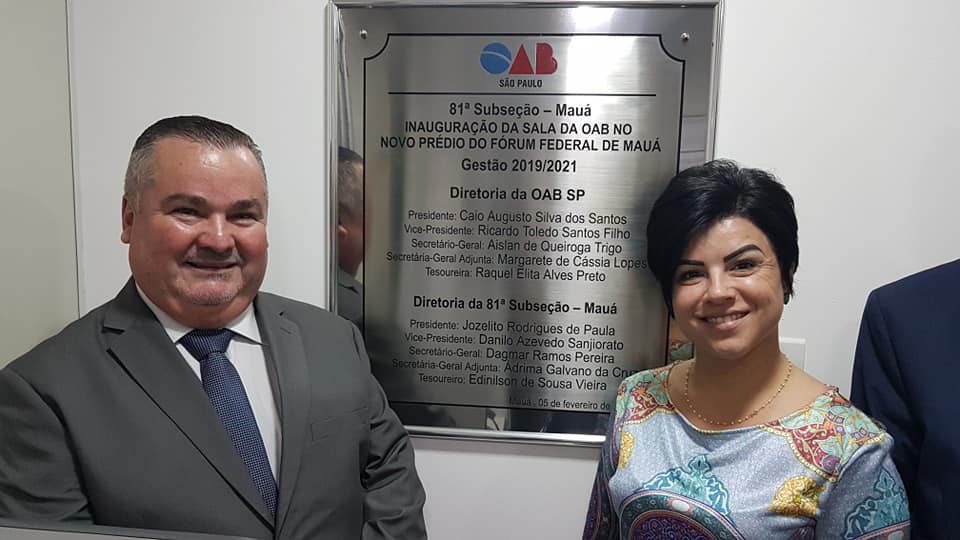 OAB
SÃO PAULO
81ª Subseção – Mauá
INAUGURAÇÃO DA SALA DA OAB NO
NOVO PRÉDIO DO FÓRUM FEDERAL DE MAUÁ
Gestão 2019/2021
Diretoria da OAB SP
Presidente: Caio Augusto Silva dos Santos
Vice-Presidente: Ricardo Toledo Santos Filho
Secretário-Geral: Aislan de Queiroga Trigo
Secretária-Geral Adjunta: Margarete de Cássia Lopes
Tesoureira: Raquel Elita Alves Preto
Diretoria da 81ª Subseção – Mauá
Presidente: Jozelito Rodrigues de Paula
Vice-Presidente: Danilo Azevedo Sanjiorato
Secretário-Geral: Dagmar Ramos Pereira
Secretária-Geral Adjunta: Adrima Galvano da
Tesoureiro: Edinilson de Sousa Vieira
Mauá , 05 de fevereiro de